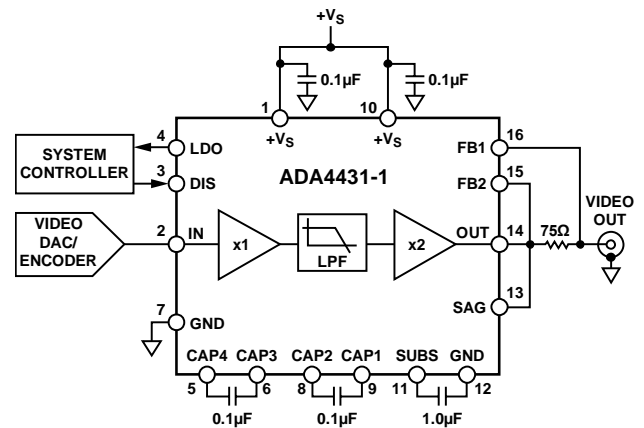 +VS
0.1µF
0.1µF
1
10
+VS
+VS
16
FB1
4
LDO
SYSTEM
CONTROLLER
3
DIS
ADA4431-1
15
FB2
VIDEO
OUT
VIDEO
DAC/
ENCODER
2
IN
x1
LPF
x2
OUT
14
75Ω
13
SAG
7
GND
CAP4
CAP3
CAP2
CAP1
SUBS
GND
5
6
8
9
11
12
0.1µF
0.1µF
1.0µF